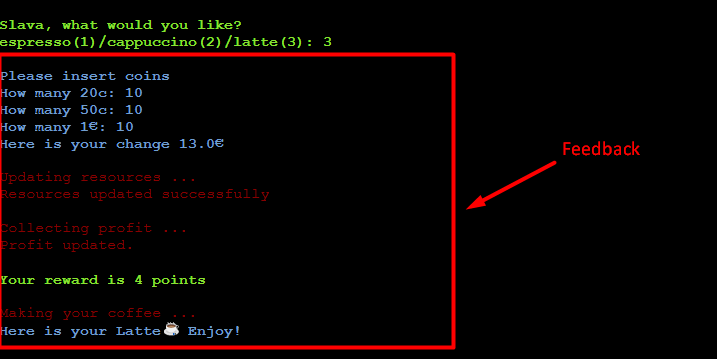 Slava, what would you like?
espresso(1)/cappuccino(2)/latte(3): 3
Please insert coins
How many 20c: 10
How many 50c: 10
How many 1€: 10
Here is your change 13.0€
Feedback
Updating resources ...
Resources updated successfully
Collecting profit ...
Profit updated.
Your reward is 4 points
Making your coffee ...
Here is your Latte☕ Enjoy!